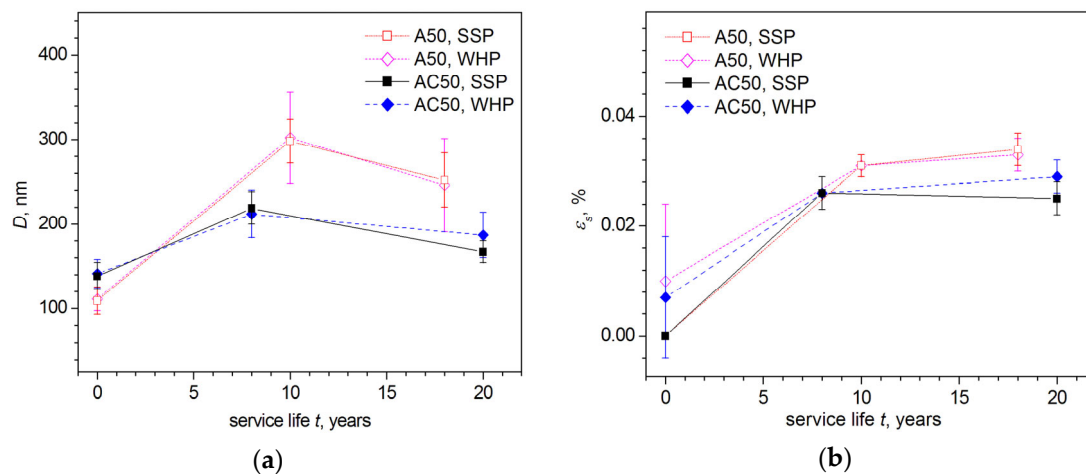 400
300
200
100
D, nm
0
5
10
15
20
service life t, years
A50, SSP
A50, WHP
AC50, SSP
AC50, WHP
(a)
0.04
0.02
0.00
εs, %
0
5
10
15
20
service life t, years
A50, SSP
A50, WHP
AC50, SSP
AC50, WHP
(b)